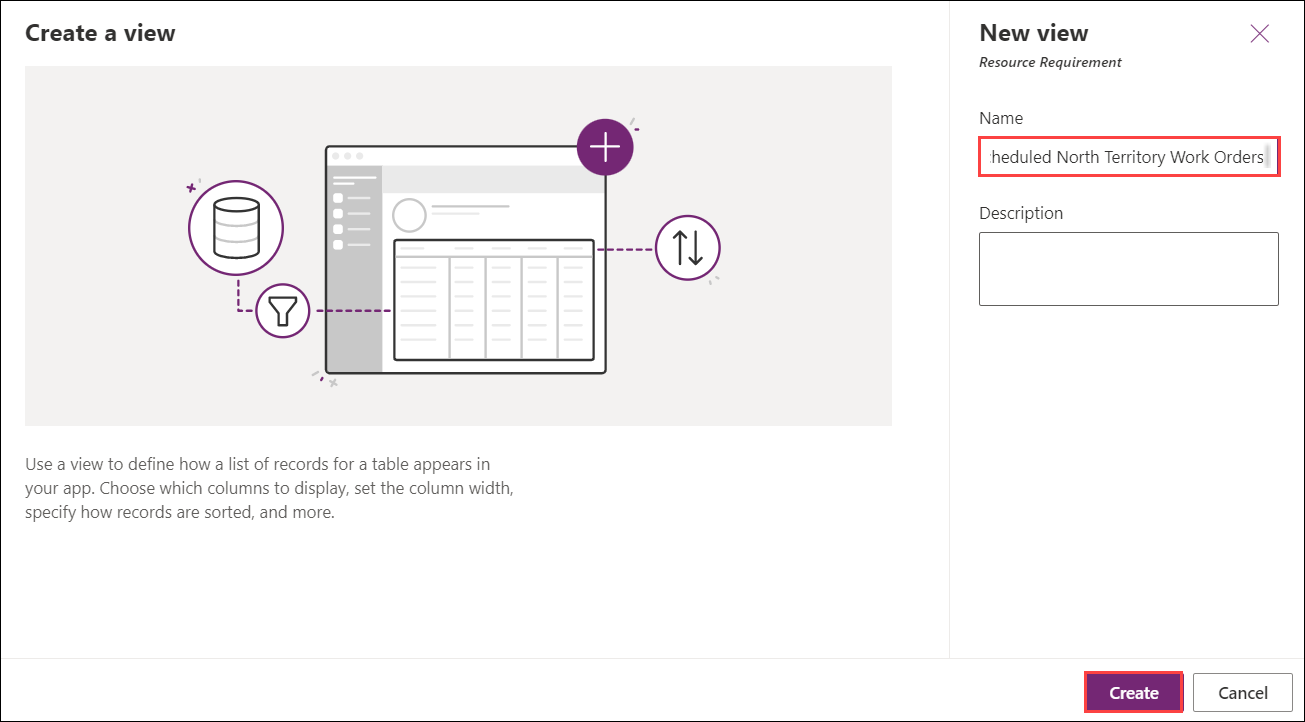 Create a view
Use a view to define how a list of records for a table appears in
your app. Choose which columns to display, set the column width,
specify how records are sorted, and more.
New view
Resource Requirement
Name
heduled North Territory Work Orders
Description
Create
Cancel